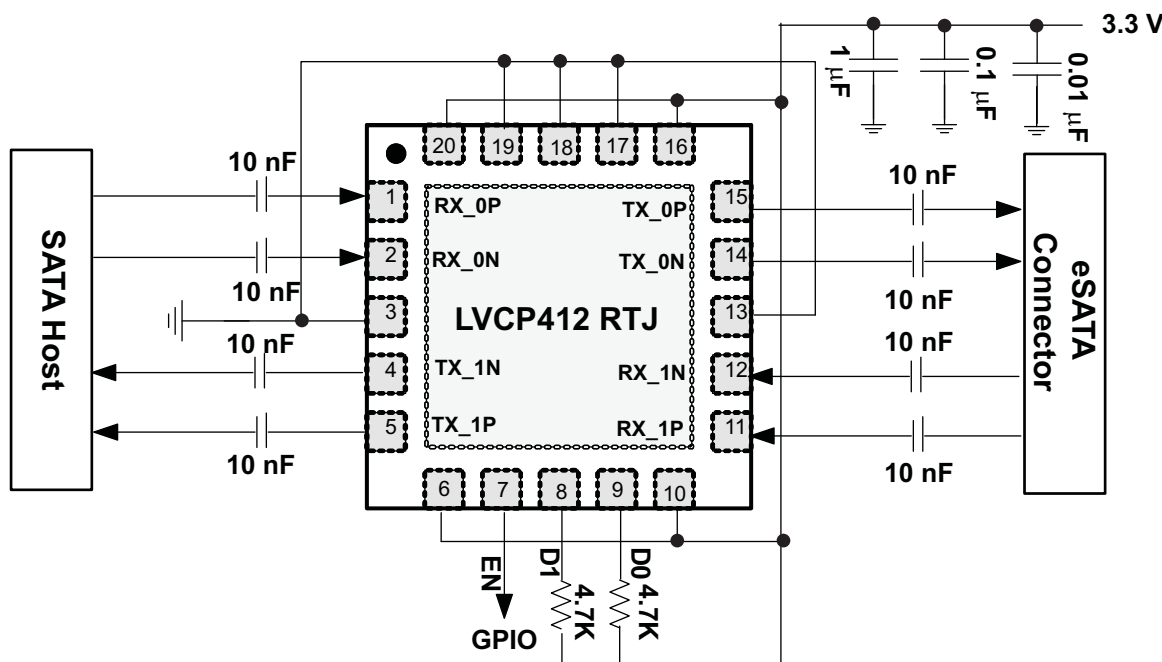 3.3 V
1 μF
0.1 μF
0.01 μF
20
19
18
17
16
10 nF
10 nF
1
RX_0P
TX_0P
15
2
RX_0N
TX_0N
14
10 nF
10 nF
SATA Host
eSATA Connector
3
LVCP412 RTJ
13
10 nF
10 nF
4
TX_1N
RX_1N
12
5
TX_1P
RX_1P
11
10 nF
10 nF
6
7
8
9
10
EN
D1
D0
4.7K
4.7K
GPIO